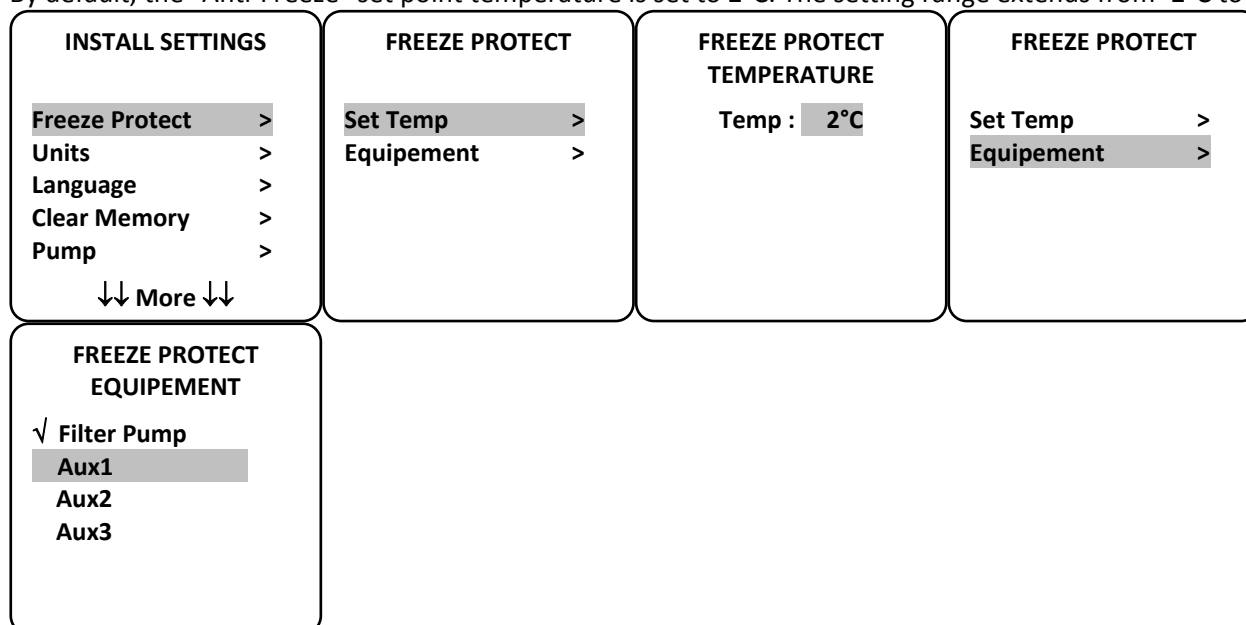 By default, the "Anti-Freeze" set point temperature is set to 2°C. The setting range extends from to
INSTALL SETTINGS
Freeze Protect >
Units >
Language >
Clear Memory >
Pump >
↓↓ More ↓↓
FREEZE PROTECT
Set Temp >
Equipement >
FREEZE PROTECT
TEMPERATURE
Temp : 2°C
FREEZE PROTECT
Set Temp >
Equipement >
FREEZE PROTECT
EQUIPEMENT
√ Filter Pump
Aux1
Aux2
Aux3